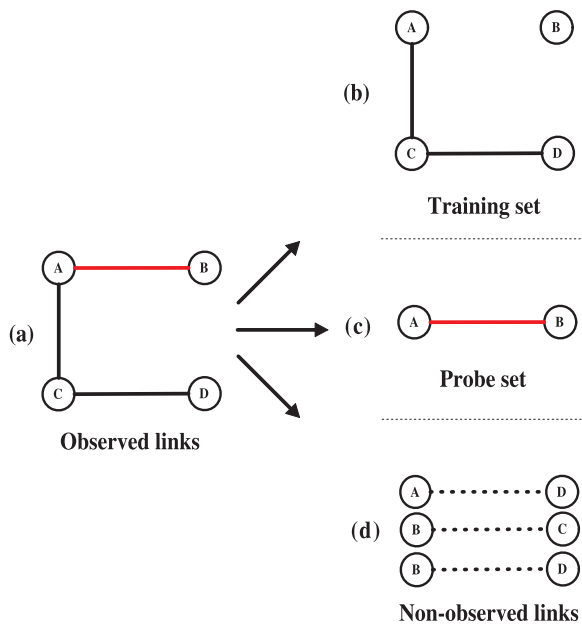 A B
(b)
C D
Training set
A B
(a)
C D
Observed links
(c) A B
Probe set
A D
(d) B C
B D
Non-observed links